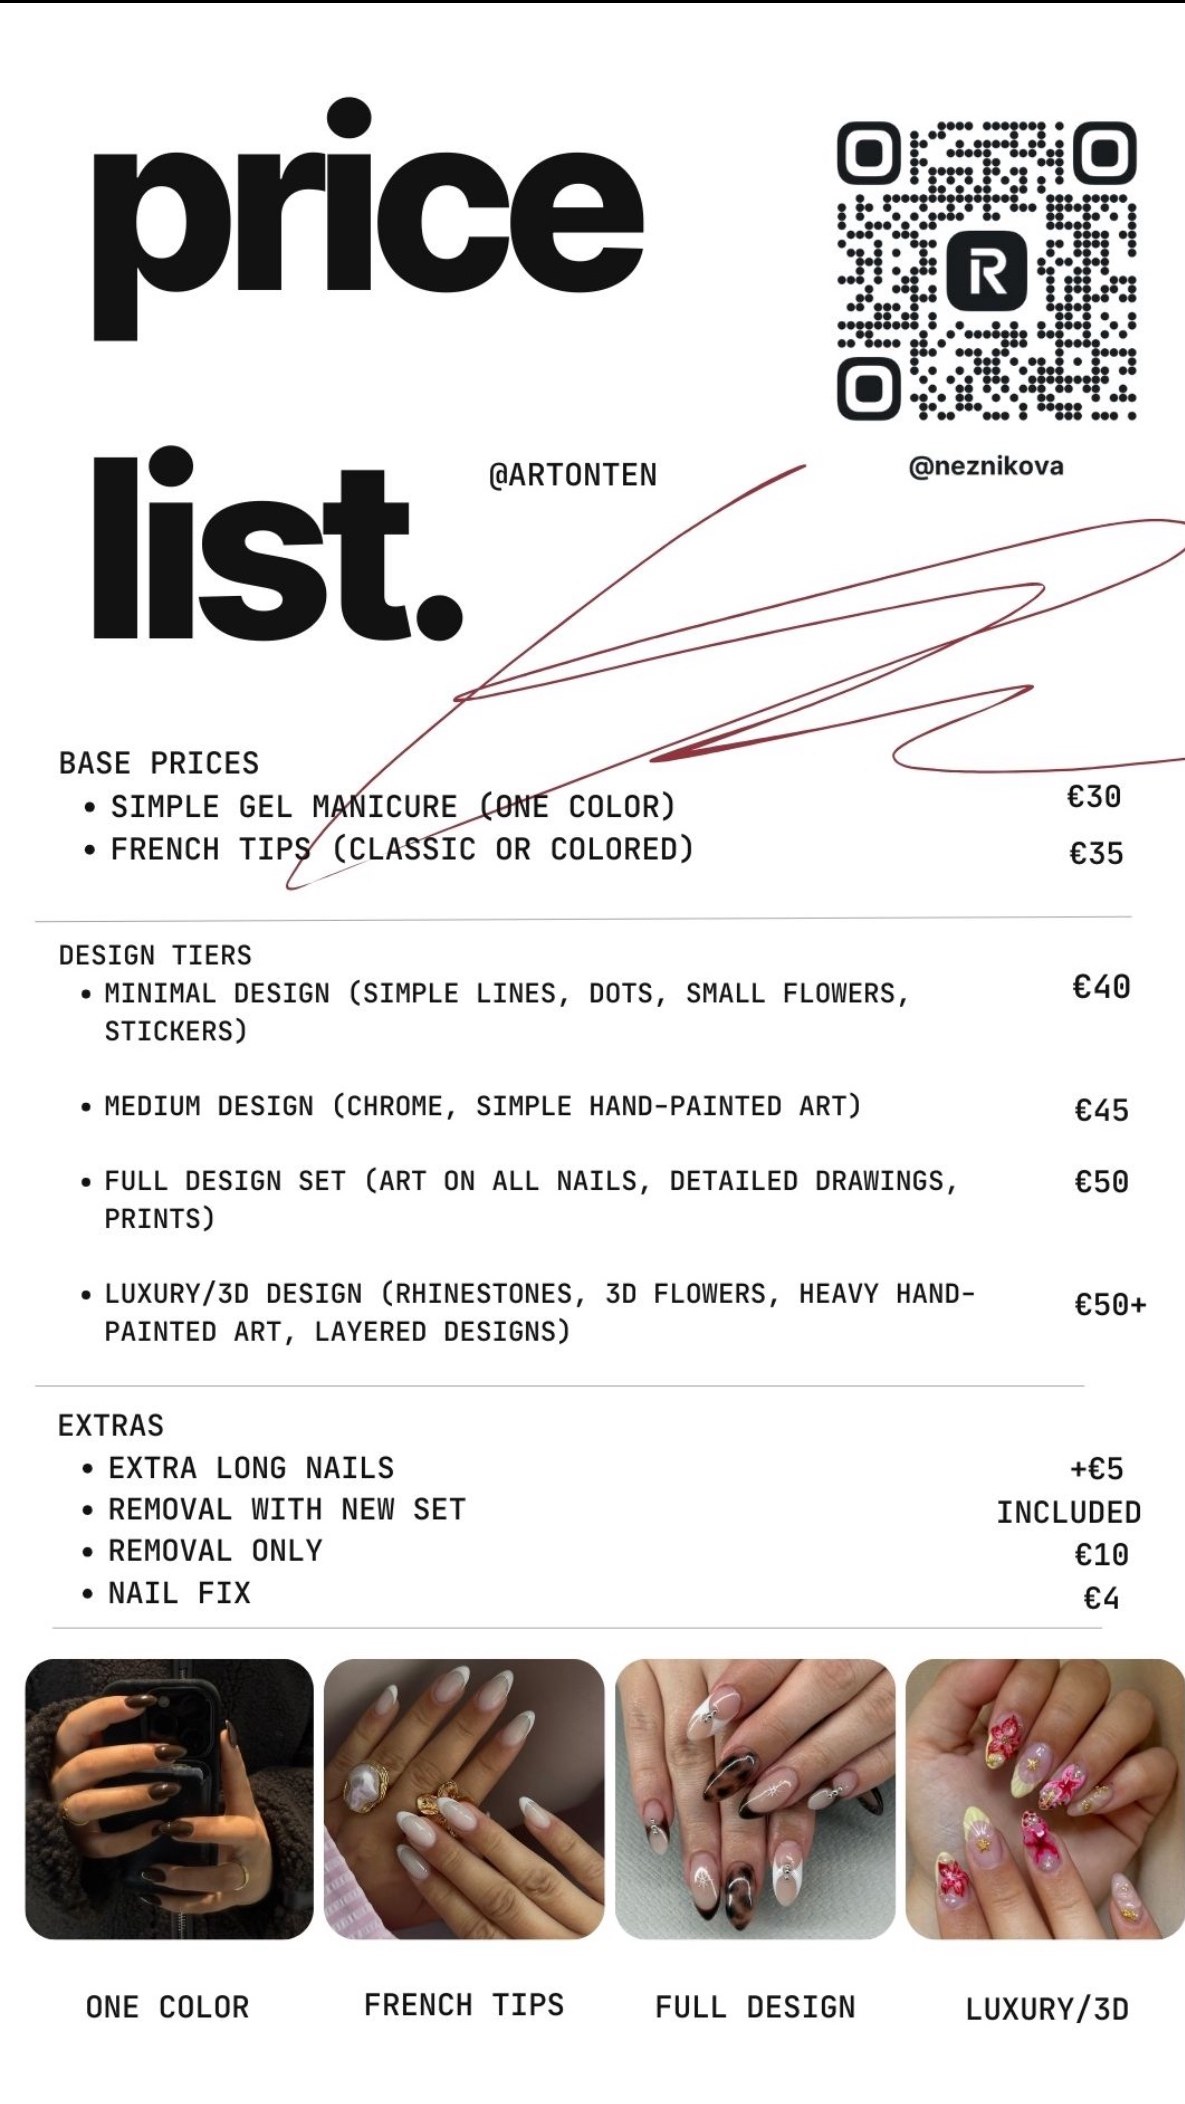 price
list.
@ARTONTEN
@neznikova
BASE PRICES
• SIMPLE GEL MANICURE (ONE COLOR) €30
• FRENCH TIPS (CLASSIC OR COLORED) €35
DESIGN TIERS
• MINIMAL DESIGN (SIMPLE LINES, DOTS, SMALL FLOWERS, €40
STICKERS)
• MEDIUM DESIGN (CHROME, SIMPLE HAND-PAINTED ART) €45
• FULL DESIGN SET (ART ON ALL NAILS, DETAILED DRAWINGS, €50
PRINTS)
• LUXURY/3D DESIGN (RHINESTONES, 3D FLOWERS, HEAVY HAND- €50+
PAINTED ART, LAYERED DESIGNS)
EXTRAS
• EXTRA LONG NAILS +€5
• REMOVAL WITH NEW SET INCLUDED
• REMOVAL ONLY €10
• NAIL FIX €4
ONE COLOR
FRENCH TIPS
FULL DESIGN
LUXURY/3D